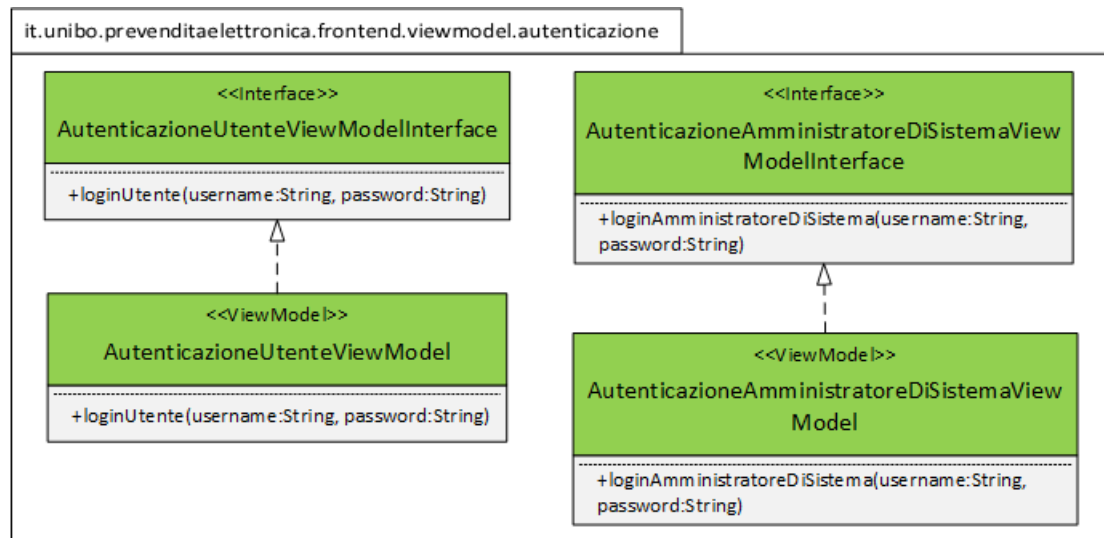 it.unibo.prevenditaelettronica.frontend.viewmodel.autenticazione
<<Interface>>
AutenticazioneUtenteViewModelInterface
+loginUtente(username:String, password:String)
<<ViewModel>>
AutenticazioneUtenteViewModel
+loginUtente(username:String, password:String)
<<Interface>>
AutenticazioneAmministratoreDiSistemaView
ModelInterface
+loginAmministratoreDiSistema(username:String,
password:String)
<<ViewModel>>
AutenticazioneAmministratoreDiSistemaView
Model
+loginAmministratoreDiSistema(username:String,
password:String)